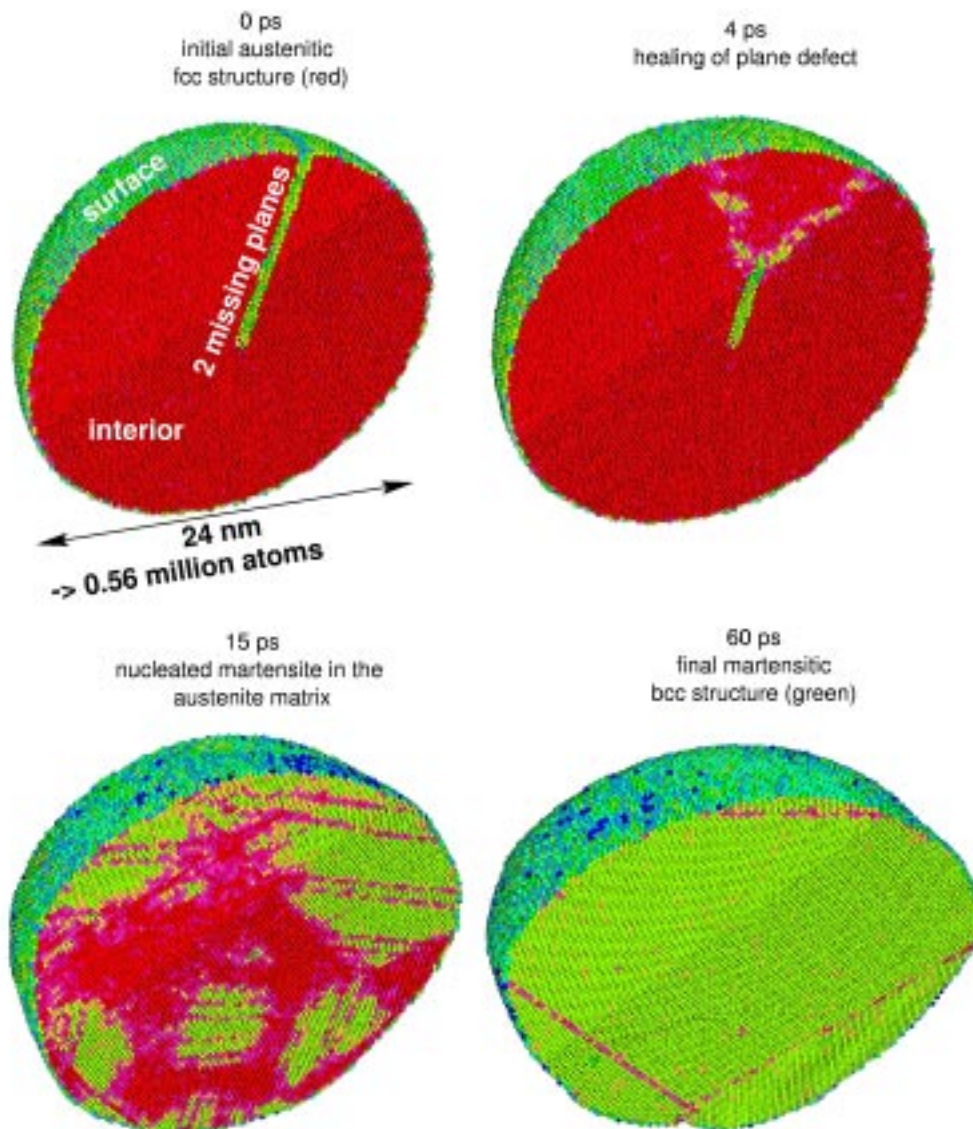 0 ps
initial austenitic
fcc structure (red)
4 ps
healing of plane defect
surface
2 missing planes
interior
24 nm
-> 0.56 million atoms
15 ps
nucleated martensite in the
austenite matrix
60 ps
final martensitic
bcc structure (green)